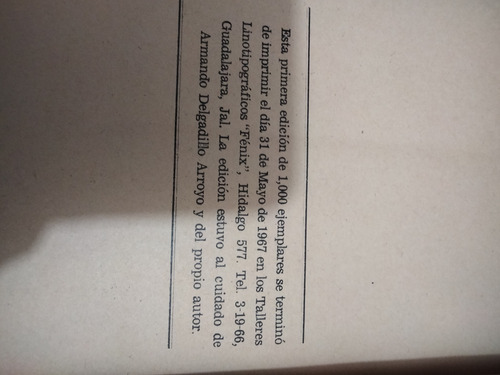 Esta primera edición de 1,000 ejemplares se terminó
de imprimir el día 31 de Mayo de 1967 en los Talleres
Linotipográficos "Fénix", Hidalgo 577. Tel. 3-19-66,
Guadalajara, Jal. La edición estuvo al cuidado de
Armando Delgadillo Arroyo y del propio autor.